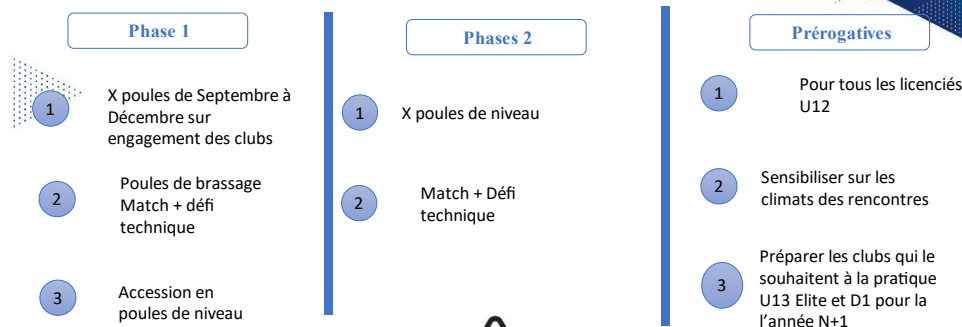 Phase 1
1
X poules de Septembre à
Décembre sur
engagement des clubs
2
Poules de brassage
Match + défi
technique
3
Accession en
poules de niveau
Phases 2
1
X poules de niveau
2
Match + Défi
technique
Prérogatives
1
Pour tous les licenciés
U12
2
Sensibiliser sur les
climats des rencontres
3
Préparer les clubs qui le
souhaitent à la pratique
U13 Elite et D1 pour la
l'année N+1